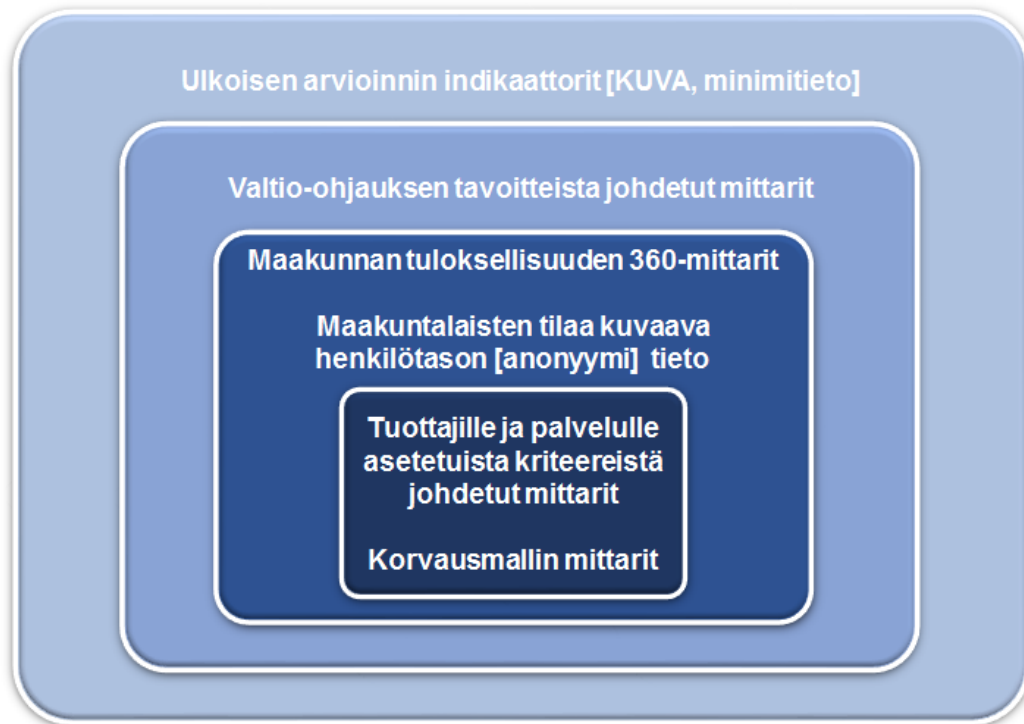 Ulkoisen arvioinnin indikaattorit [KUVA, minimitieto]
Valtio-ohjauksen tavoitteista johdetut mittarit
Maakunnan tuloksellisuuden 360-mittarit
Maakuntalaisten tilaa kuvaava
henkilötason [anonyymi] tieto
Tuottajille ja palvelulle
asetetuista kriteereistä
johdetut mittarit
Korvausmallin mittarit